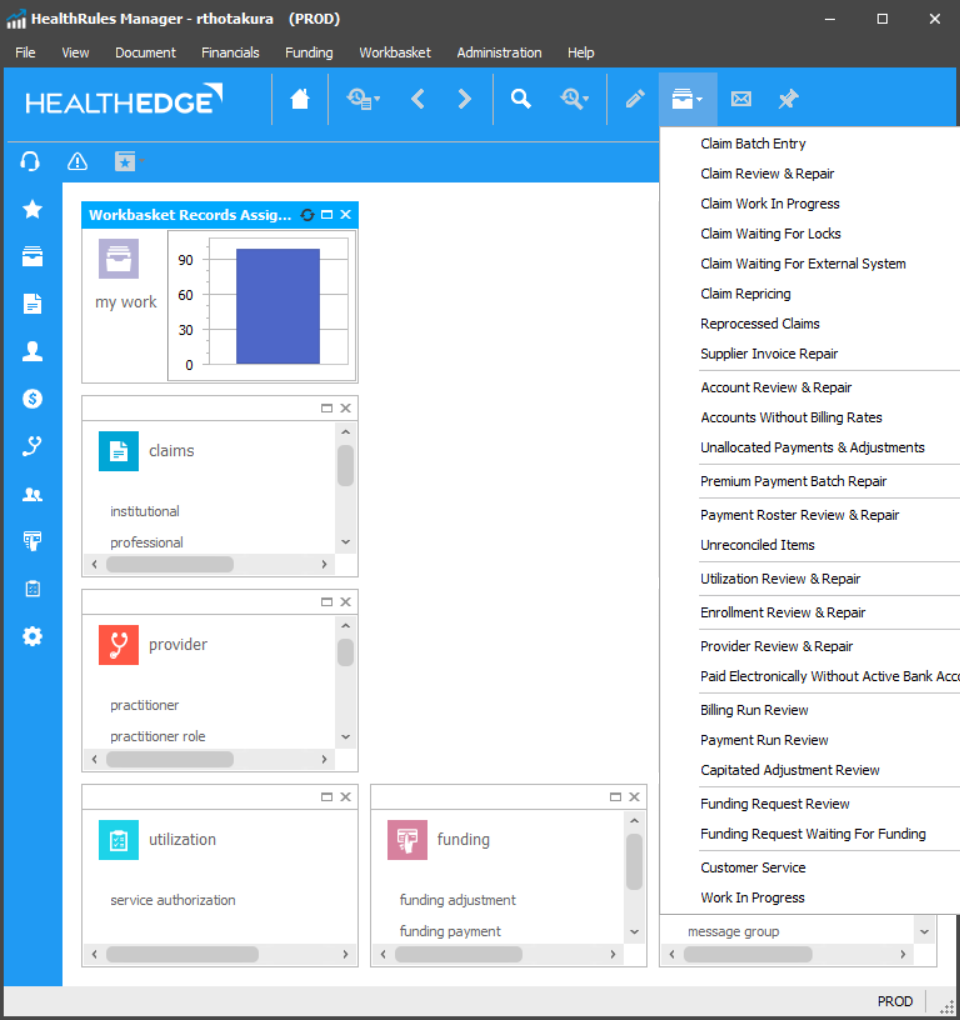 HealthRules Manager - rthotakura (PROD)
File View Document Financials Funding Workbasket Administration Help
HEALTHEDGE
Workbasket Records Assig...
my work
90
60
30
0
claims
institutional
professional
provider
practitioner
practitioner role
utilization
service authorization
funding
funding adjustment
funding payment
Claim Batch Entry
Claim Review & Repair
Claim Work In Progress
Claim Waiting For Locks
Claim Waiting For External System
Claim Repricing
Reprocessed Claims
Supplier Invoice Repair
Account Review & Repair
Accounts Without Billing Rates
Unallocated Payments & Adjustments
Premium Payment Batch Repair
Payment Roster Review & Repair
Unreconciled Items
Utilization Review & Repair
Enrollment Review & Repair
Provider Review & Repair
Paid Electronically Without Active Bank Acco
Billing Run Review
Payment Run Review
Capitated Adjustment Review
Funding Request Review
Funding Request Waiting For Funding
Customer Service
Work In Progress
message group
PROD